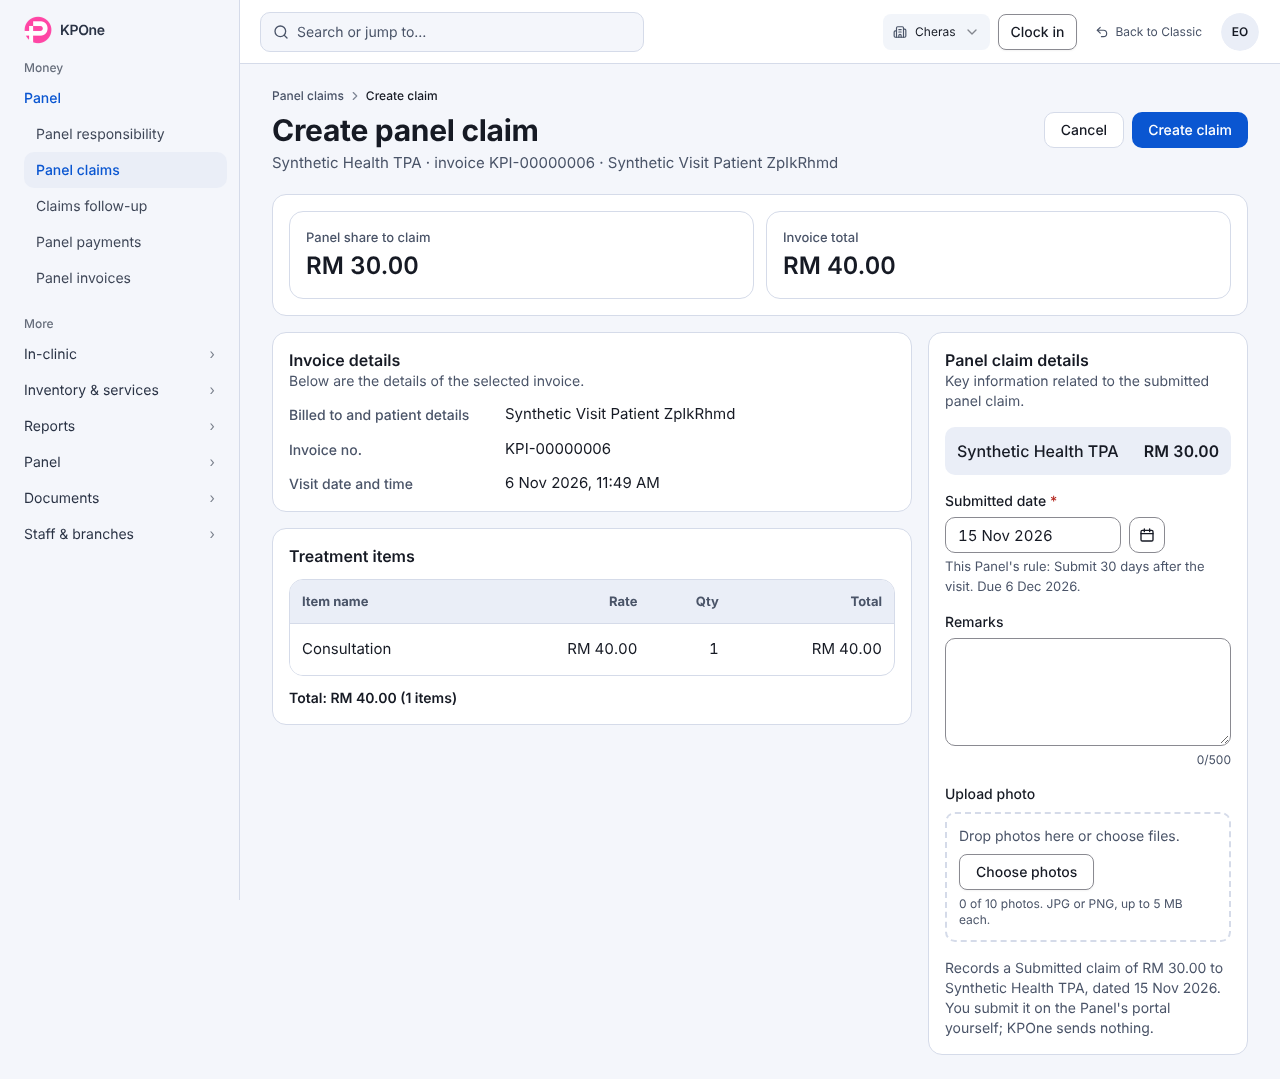 KPOne
Search or jump to...
Cheras
Clock in
Back to Classic
EO
Money
Panel
Panel responsibility
Panel claims
Claims follow-up
Panel payments
Panel invoices
More
In-clinic
Inventory & services
Reports
Panel
Documents
Staff & branches
Panel claims > Create claim
Create panel claim
Cancel
Create claim
Synthetic Health TPA · invoice KPI-00000006 · Synthetic Visit Patient ZpIkRhmd
Panel share to claim
RM 30.00
Invoice total
RM 40.00
Invoice details
Below are the details of the selected invoice.
Billed to and patient details Synthetic Visit Patient ZpIkRhmd
Invoice no. KPI-00000006
Visit date and time 6 Nov 2026, 11:49 AM
Treatment items
Item name Rate Qty Total
Consultation RM 40.00 1 RM 40.00
Total: RM 40.00 (1 items)
Panel claim details
Key information related to the submitted
panel claim.
Synthetic Health TPA RM 30.00
Submitted date *
15 Nov 2026
This Panel's rule: Submit 30 days after the
visit. Due 6 Dec 2026.
Remarks
0/500
Upload photo
Drop photos here or choose files.
Choose photos
0 of 10 photos. JPG or PNG, up to 5 MB
each.
Records a Submitted claim of RM 30.00 to
Synthetic Health TPA, dated 15 Nov 2026.
You submit it on the Panel's portal
yourself; KPOne sends nothing.